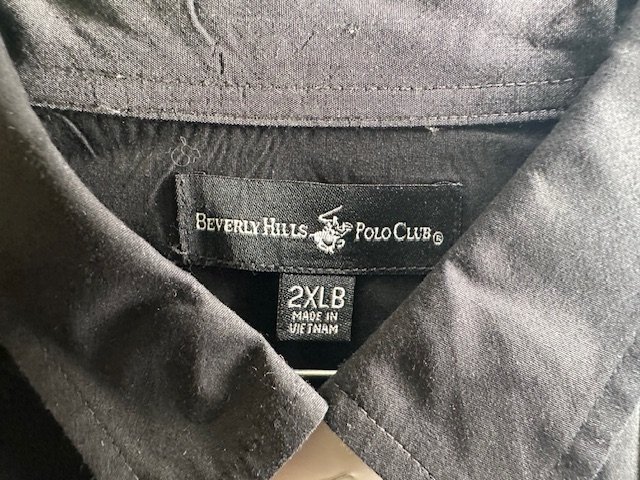 BEVERLY HILLS POLO CLUB®
2XLB
MADE IN
VIETNAM